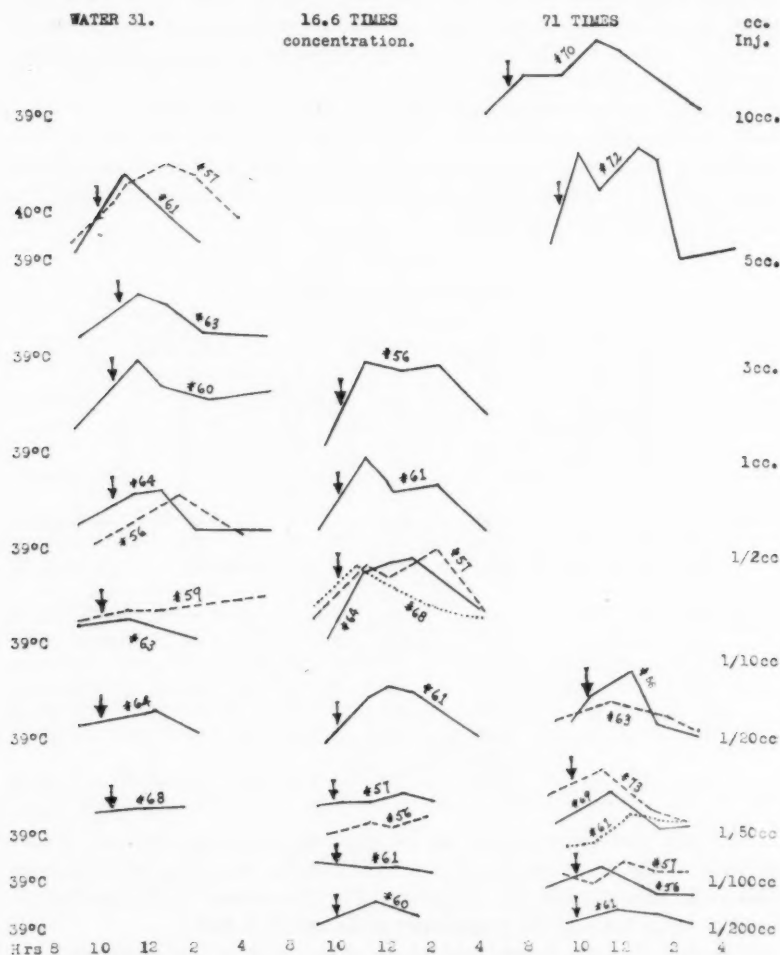 WATER 31. 16.6 TIMES 71 TIMES cc.
concentration. Inj.
#70
39°C 10cc.
#57 #72
#61
40°C
39°C 5cc.
#63
39°C #56 3cc.
#60
39°C 1cc.
#64 #61
#56
39°C 1/2cc
#57
#59 #64 #68
#63
39°C 1/10cc
#64 #61
#63
39°C 1/20cc
#68 #57 #73
#56 #69
#61
39°C 1/50cc
#61 #57
39°C #56 1/100cc
#60 #61
39°C 1/200cc
Hrs 8 10 12 2 4 8 10 12 2 4 8 10 12 2 4